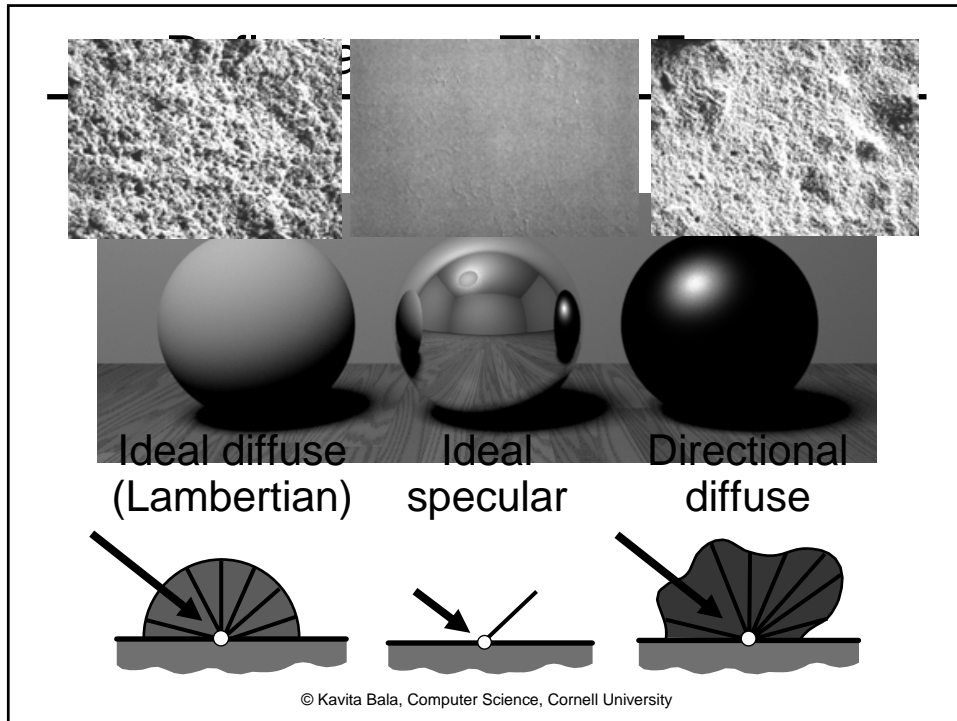 Ideal diffuse
(Lambertian)
Ideal
specular
Directional
diffuse
© Kavita Bala, Computer Science, Cornell University